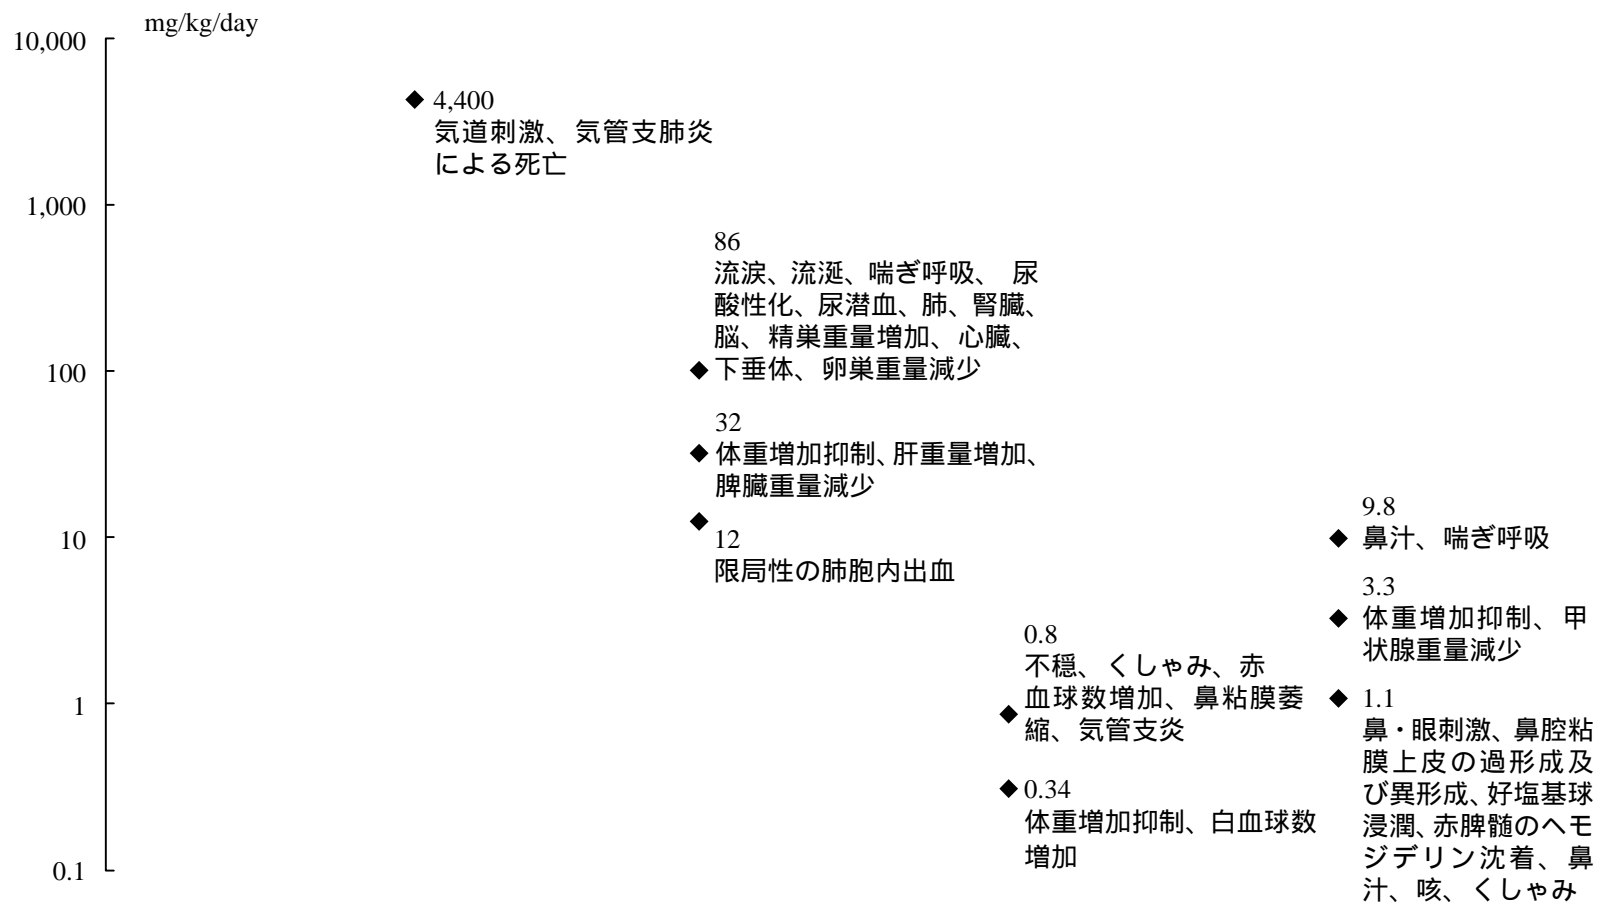 mg/kg/day
10,000
1,000
100
10
1
0.1
4,400
気道刺激、気管支肺炎
による死亡
86
流涙、流涎、喘ぎ呼吸、 尿
酸性化、尿潜血、肺、腎臓、
脳、精巣重量増加、心臓、
下垂体、卵巣重量減少
32
体重増加抑制、肝重量増加、
脾臓重量減少
12
限局性の肺胞内出血
0.8
不穏、くしゃみ、赤
血球数増加、鼻粘膜萎
縮、気管支炎
0.34
体重増加抑制、白血球数
増加
9.8
鼻汁、喘ぎ呼吸
3.3
体重増加抑制、甲
状腺重量減少
1.1
鼻・眼刺激、鼻腔粘
膜上皮の過形成及
び異形成、好塩基球
浸潤、赤脾髄のヘモ
ジデリン沈着、鼻
汁、咳、くしゃみ